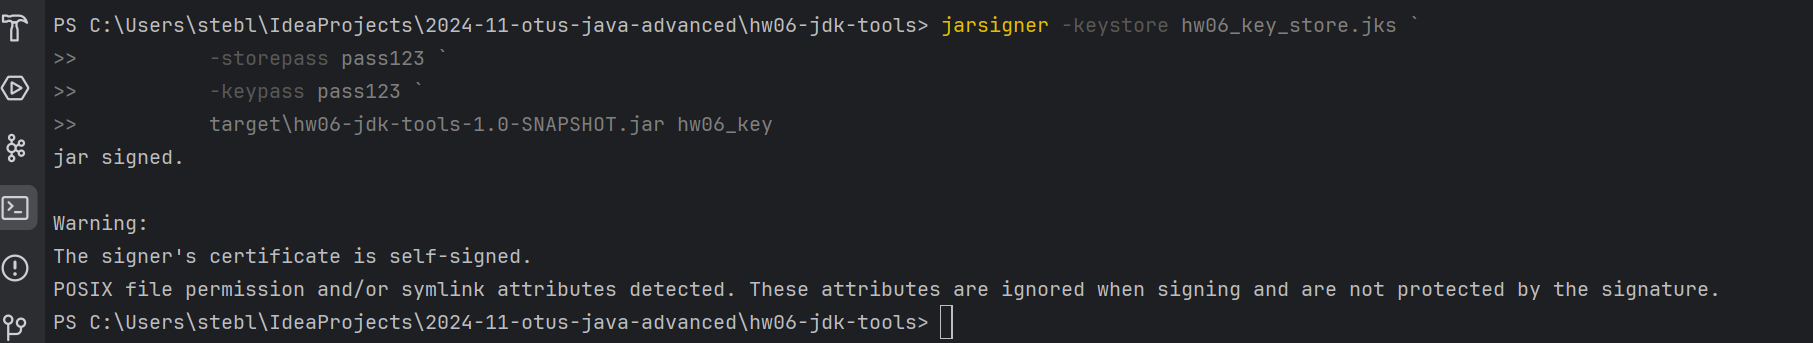 PS C:\Users\stebl\IdeaProjects\2024-11-otus-java-advanced\hw06-jdk-tools> jarsigner -keystore hw06_key_store.jks `
>>           -storepass pass123 `
>>           -keypass pass123 `
>>           target\hw06-jdk-tools-1.0-SNAPSHOT.jar hw06_key
jar signed.

Warning:
The signer's certificate is self-signed.
POSIX file permission and/or symlink attributes detected. These attributes are ignored when signing and are not protected by the signature.
PS C:\Users\stebl\IdeaProjects\2024-11-otus-java-advanced\hw06-jdk-tools>